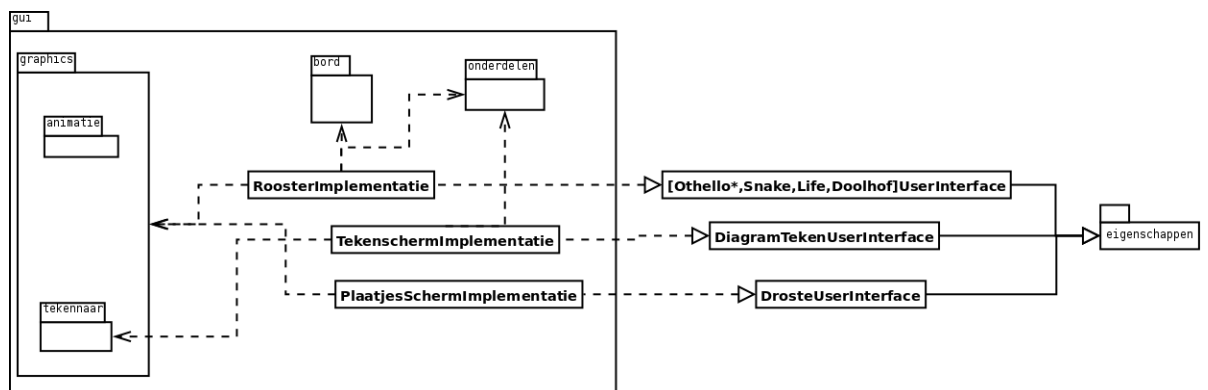 gui
graphics
bord
onderdelen
animatie
RoosterImplementatie
[Othello*,Snake,Life,Doolhof]UserInterface
TekenschermImplementatie
DiagramTekenUserInterface
eigenschappen
PlaatjesSchermImplementatie
DrosteUserInterface
tekennaar